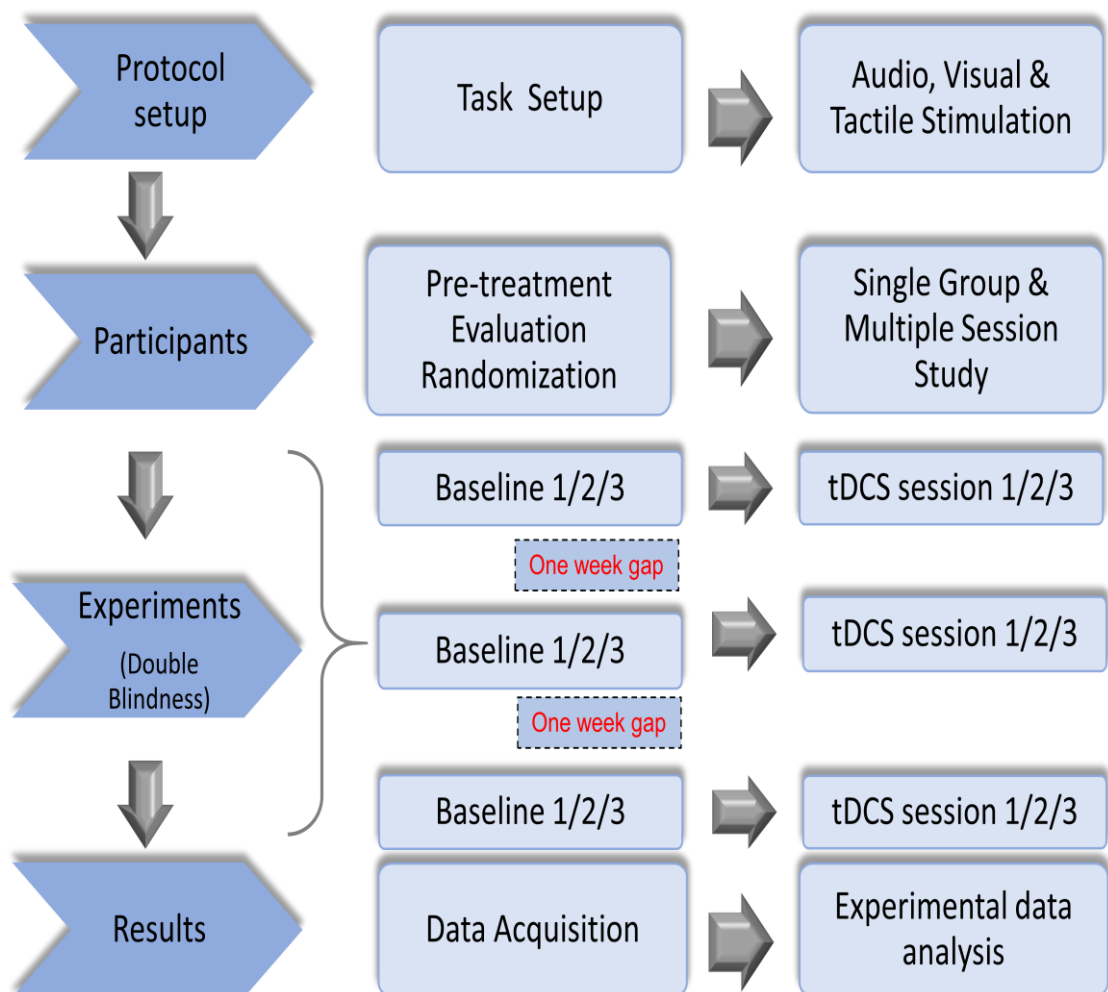 Protocol
setup
Task Setup
Audio, Visual &
Tactile Stimulation
Participants
Pre-treatment
Evaluation
Randomization
Single Group &
Multiple Session
Study
Experiments
(Double
Blindness)
Baseline 1/2/3
tDCS session 1/2/3
One week gap
Baseline 1/2/3
tDCS session 1/2/3
One week gap
Baseline 1/2/3
tDCS session 1/2/3
Results
Data Acquisition
Experimental data
analysis